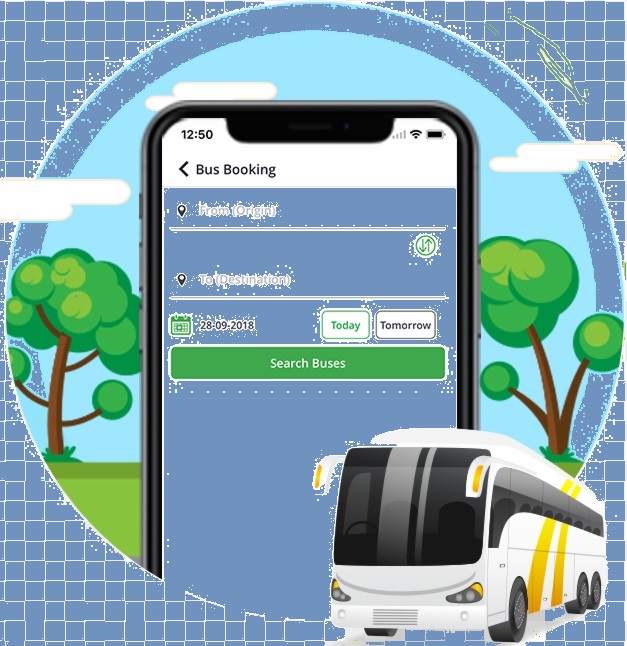 12:50
Bus Booking
From (Origin)
To (Destination)
28-09-2018 Today Tomorrow
Search Buses